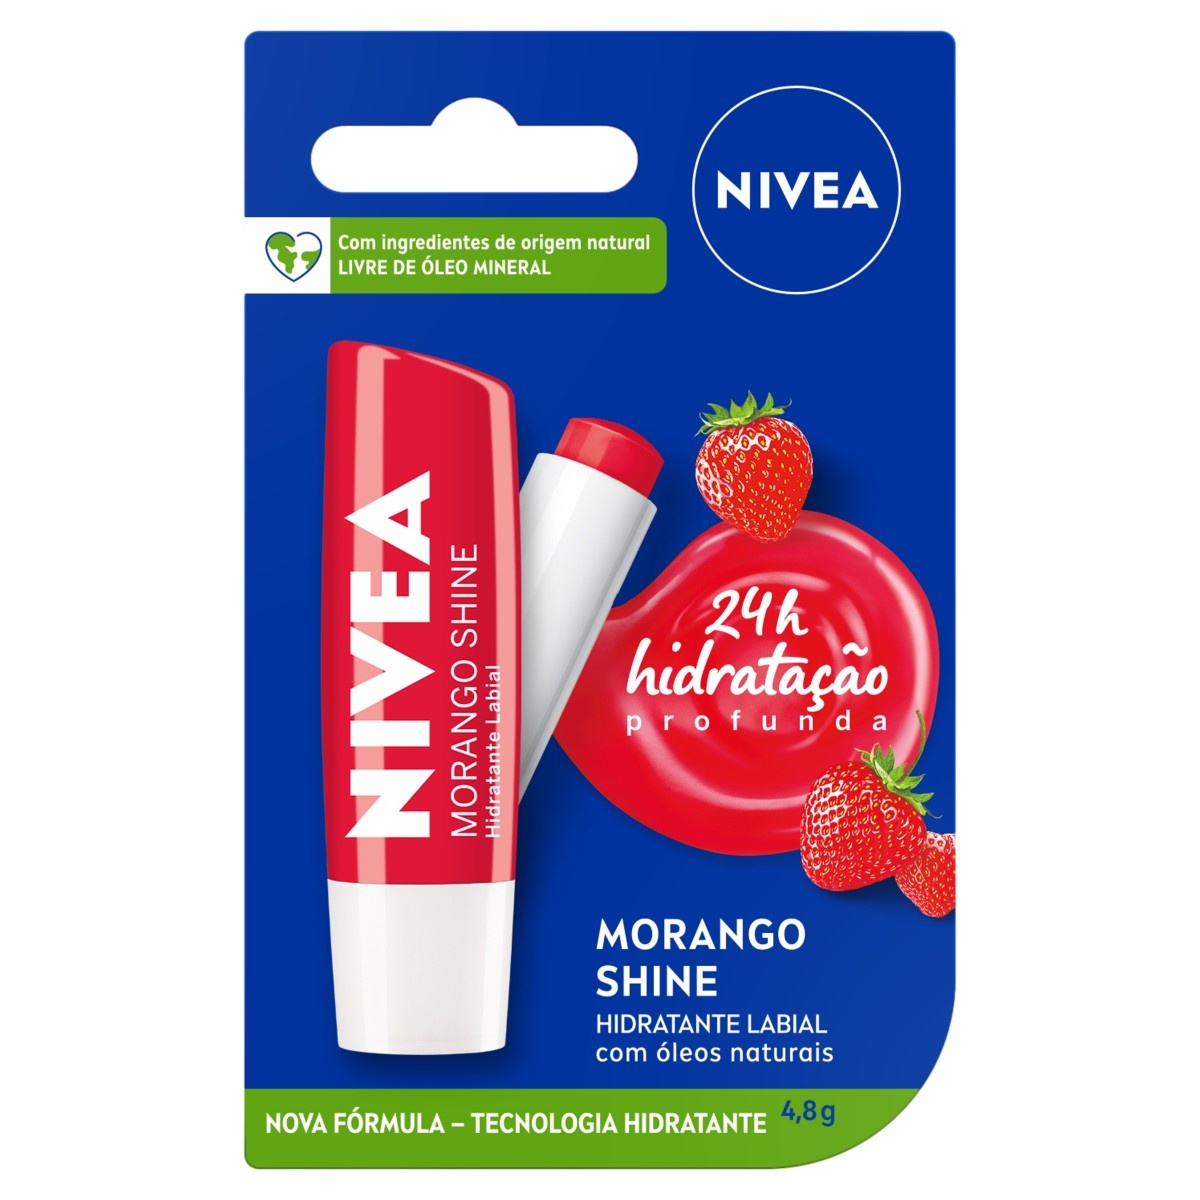 NIVEA
Com ingredientes de origem natural
LIVRE DE ÓLEO MINERAL
NIVEA
MORANGO SHINE
Hidratante Labial
24h
hidratação
profunda
MORANGO
SHINE
HIDRATANTE LABIAL
com óleos naturais
NOVA FÓRMULA – TECNOLOGIA HIDRATANTE
4,8g